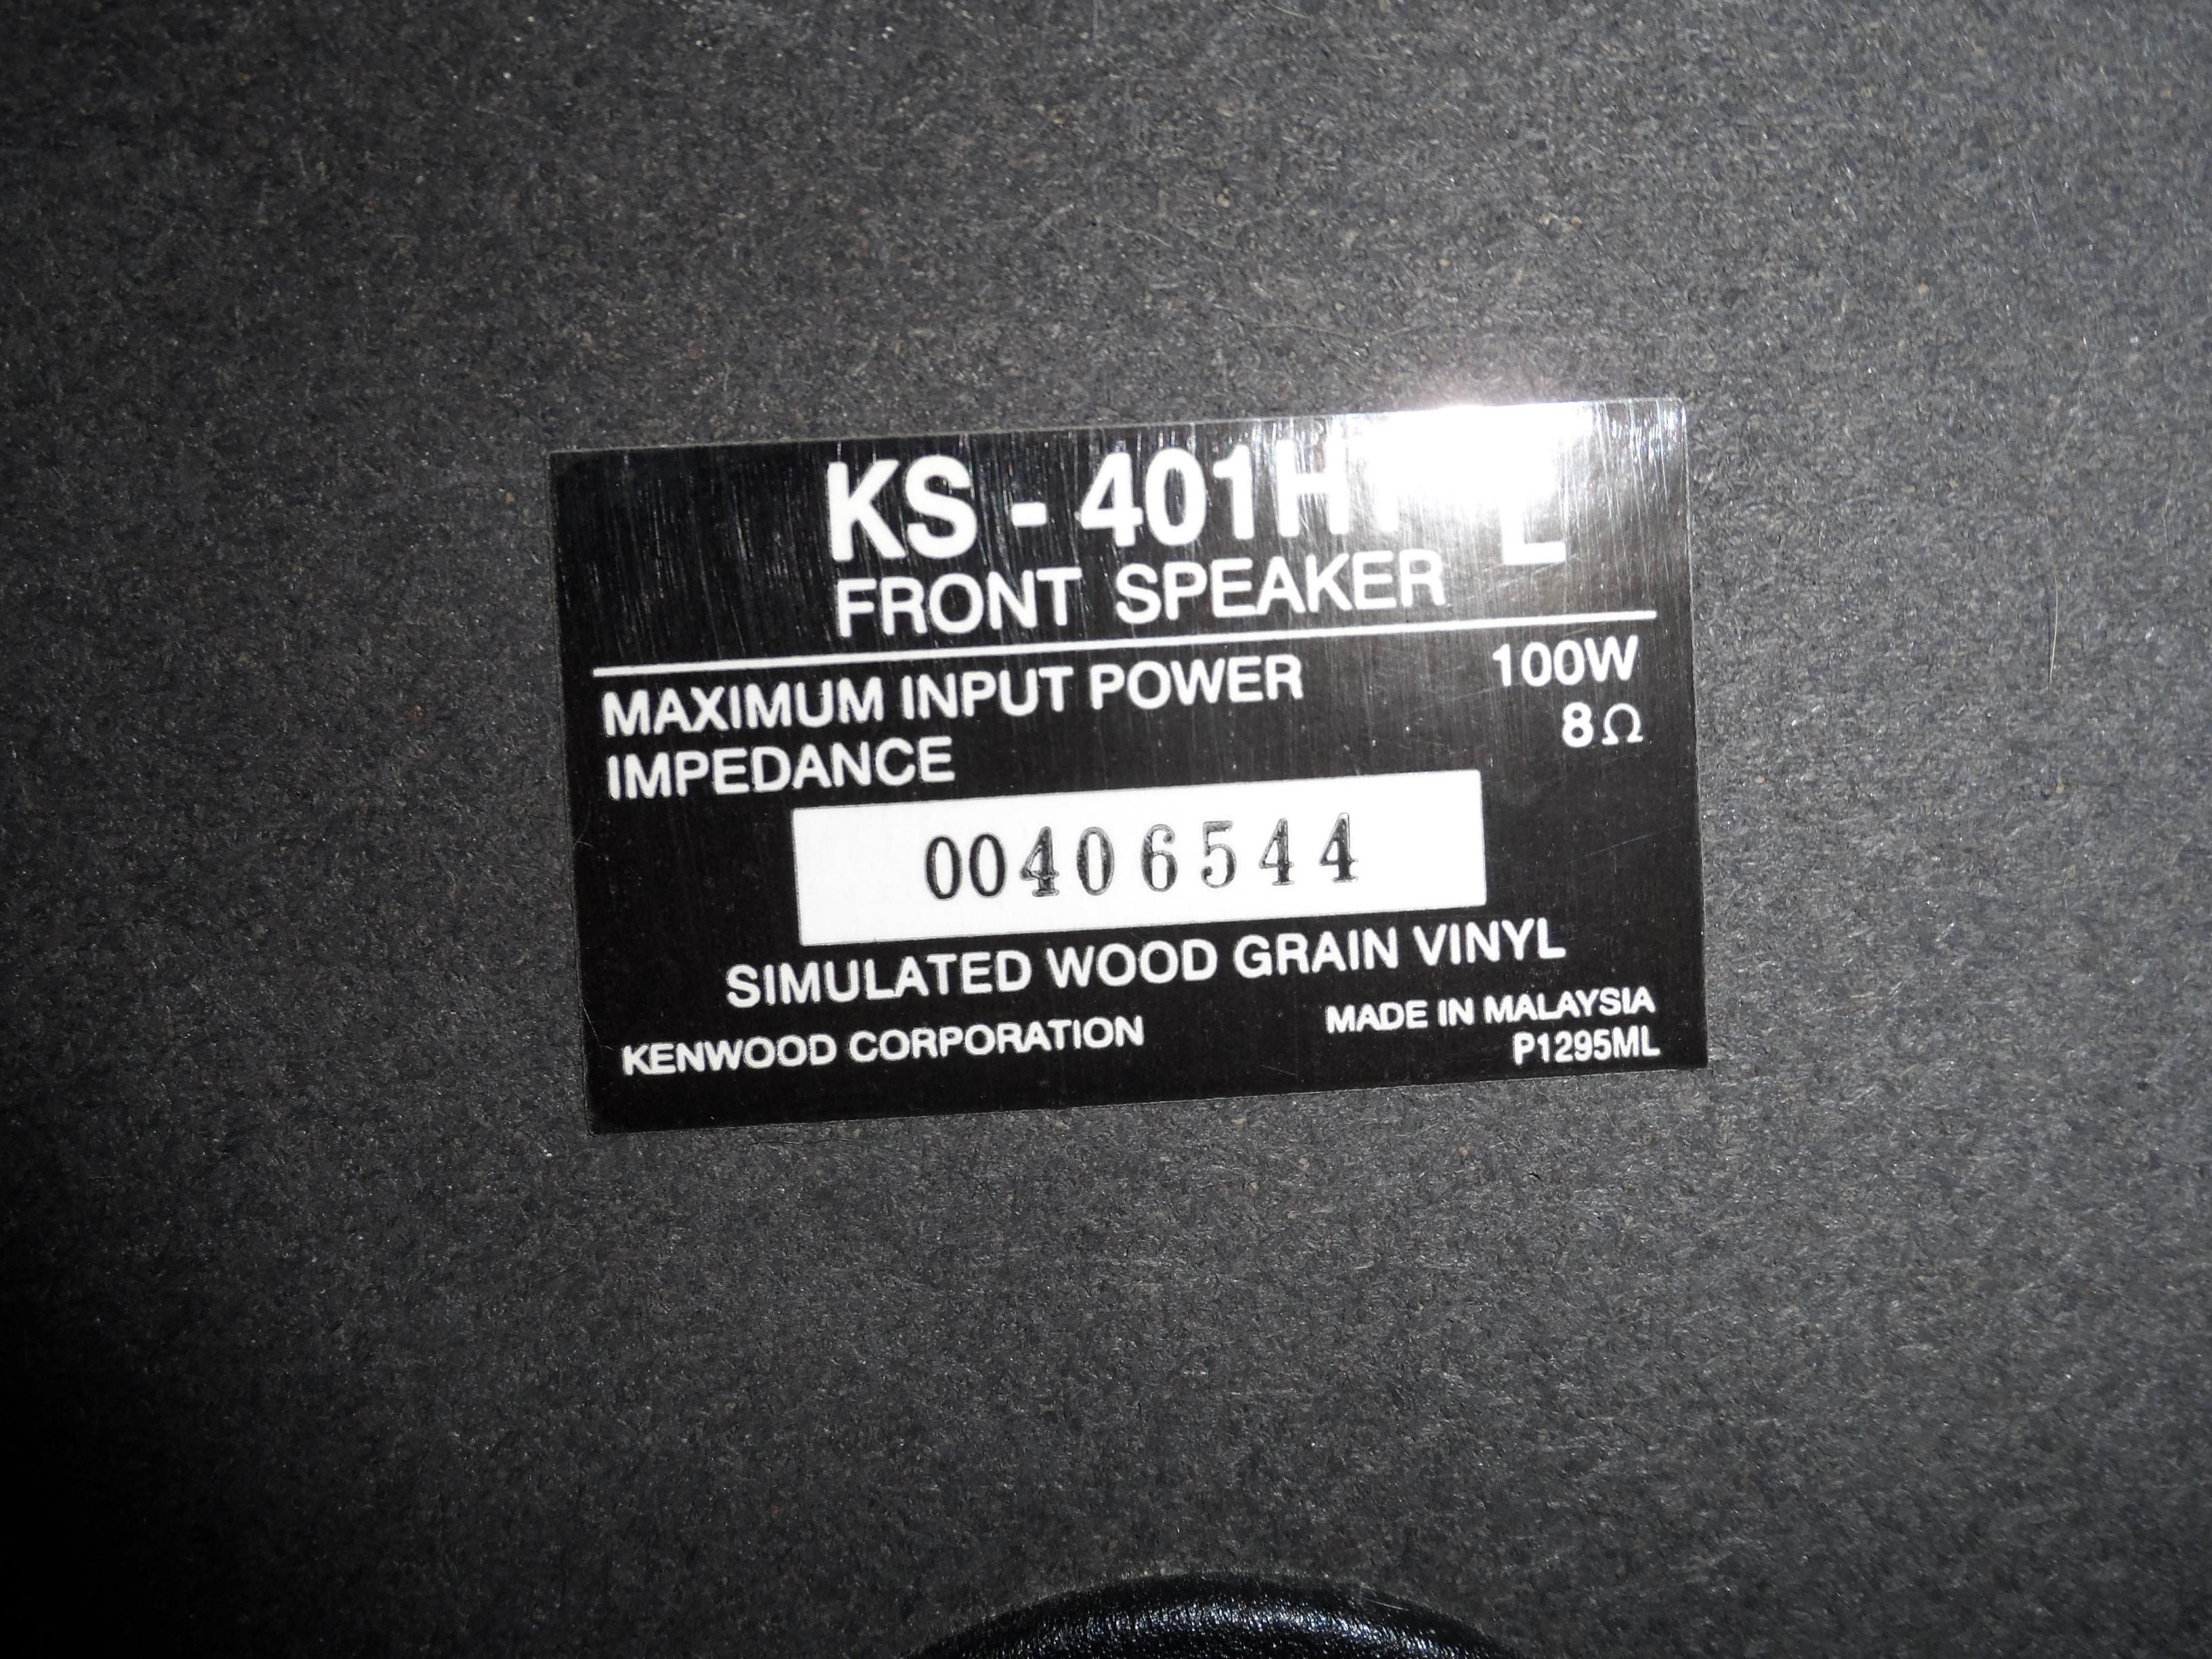 KS - 401HT L
FRONT SPEAKER
MAXIMUM INPUT POWER 100W
IMPEDANCE 8Ω
00406544
SIMULATED WOOD GRAIN VINYL
KENWOOD CORPORATION MADE IN MALAYSIA
P1295ML